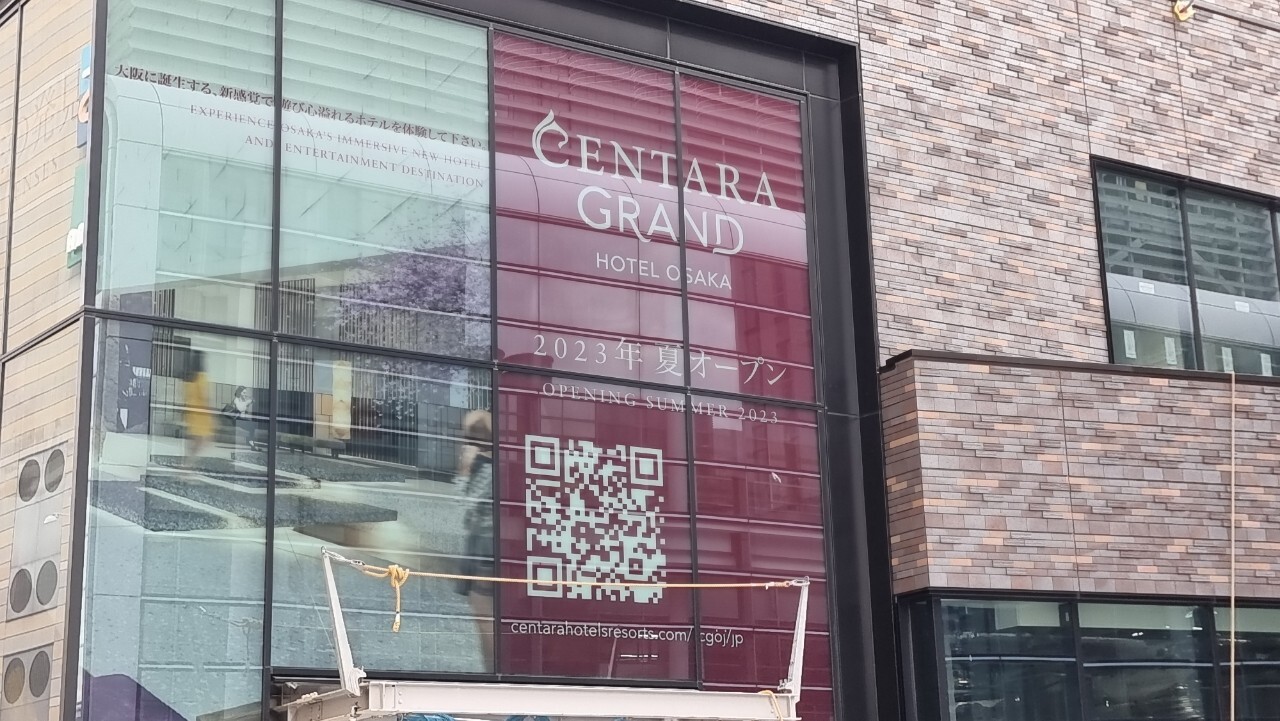 大阪に誕生する、新感覚で遊び心溢れるホテルを体験して下さい
EXPERIENCE OSAKA'S IMMERSIVE NEW HOTEL
AND ENTERTAINMENT DESTINATION
CENTARA
GRAND
HOTEL OSAKA
2023年 夏オープン
OPENING SUMMER 2023
centarahotelsresorts.com/cgoj/jp